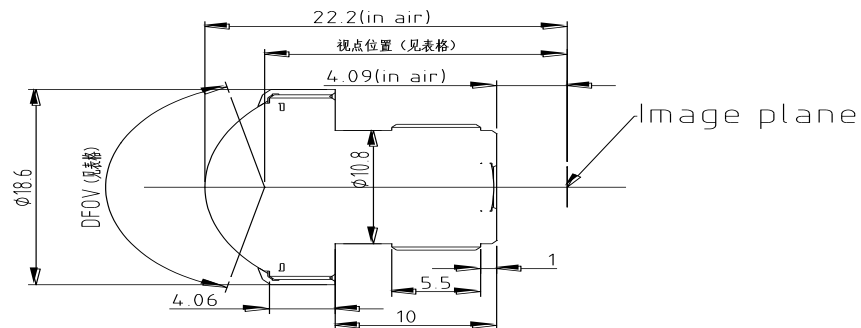 22.2(in air)
视点位置（见表格）
4.09(in air)
Image plane
DFOV（见表格）
ϕ18.6
ϕ10.8
1
5.5
4.06
10